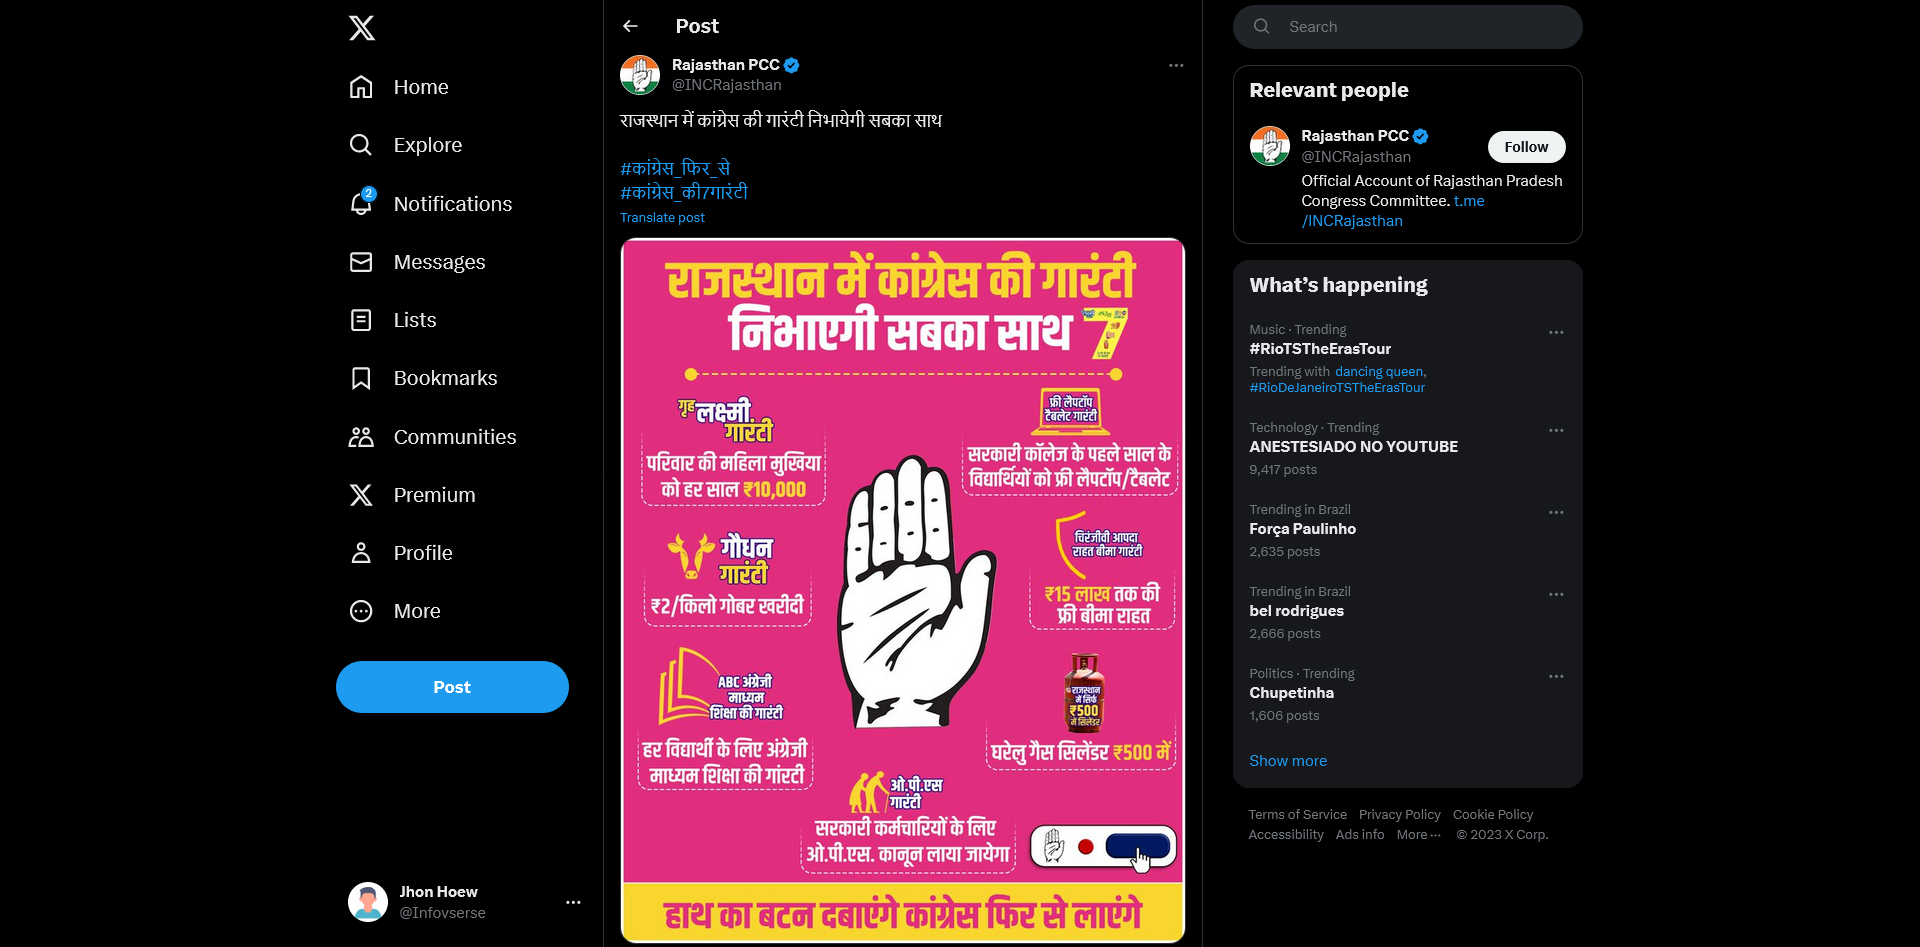 Home
Explore
2
Notifications
Messages
Lists
Bookmarks
Communities
Premium
Profile
More
Post
Jhon Hoew
@Infovserse
Post
Rajasthan PCC
@INCRajasthan
राजस्थान में कांग्रेस की गारंटी निभायेगी सबका साथ
#कांग्रेस_फिर_से
#कांग्रेस_की7गारंटी
Translate post
राजस्थान में कांग्रेस की गारंटी
निभाएगी सबका साथ 7
गृह लक्ष्मी
गारंटी
परिवार की महिला मुखिया
को हर साल ₹10,000
गौधन
गारंटी
₹2/किलो गोबर खरीदी
ABC अंग्रेजी
माध्यम
शिक्षा की गारंटी
हर विद्यार्थी के लिए अंग्रेजी
माध्यम शिक्षा की गांरटी
फ्री लैपटॉप
टैबलेट गारंटी
सरकारी कॉलेज के पहले साल के
विद्यार्थियों को फ्री लैपटॉप/टैबलेट
चिरंजीवी आपदा
राहत बीमा गारंटी
₹15 लाख तक की
फ्री बीमा राहत
राजस्थान
में सिर्फ
₹500
में सिलेंडर
घरेलु गैस सिलेंडर ₹500 में
ओ.पी.एस
गारंटी
सरकारी कर्मचारियों के लिए
ओ.पी.एस. कानून लाया जायेगा
हाथ का बटन दबाएंगे कांग्रेस फिर से लाएंगे
Search
Relevant people
Rajasthan PCC
@INCRajasthan
Follow
Official Account of Rajasthan Pradesh
Congress Committee. t.me
/INCRajasthan
What's happening
Music · Trending
#RioTSTheErasTour
Trending with dancing queen,
#RioDeJaneiroTSTheErasTour
Technology · Trending
ANESTESIADO NO YOUTUBE
9,417 posts
Trending in Brazil
Força Paulinho
2,635 posts
Trending in Brazil
bel rodrigues
2,666 posts
Politics · Trending
Chupetinha
1,606 posts
Show more
Terms of Service Privacy Policy Cookie Policy
Accessibility Ads info More ··· © 2023 X Corp.